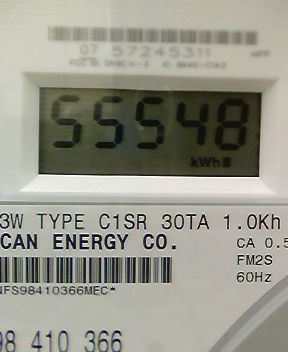 07 57245311
55548
kWh
3W TYPE C1SR 30TA 1.0Kh
CAN ENERGY CO.
CA 0.5
FM2S
60Hz
NFS98410366MEC*
98 410 366